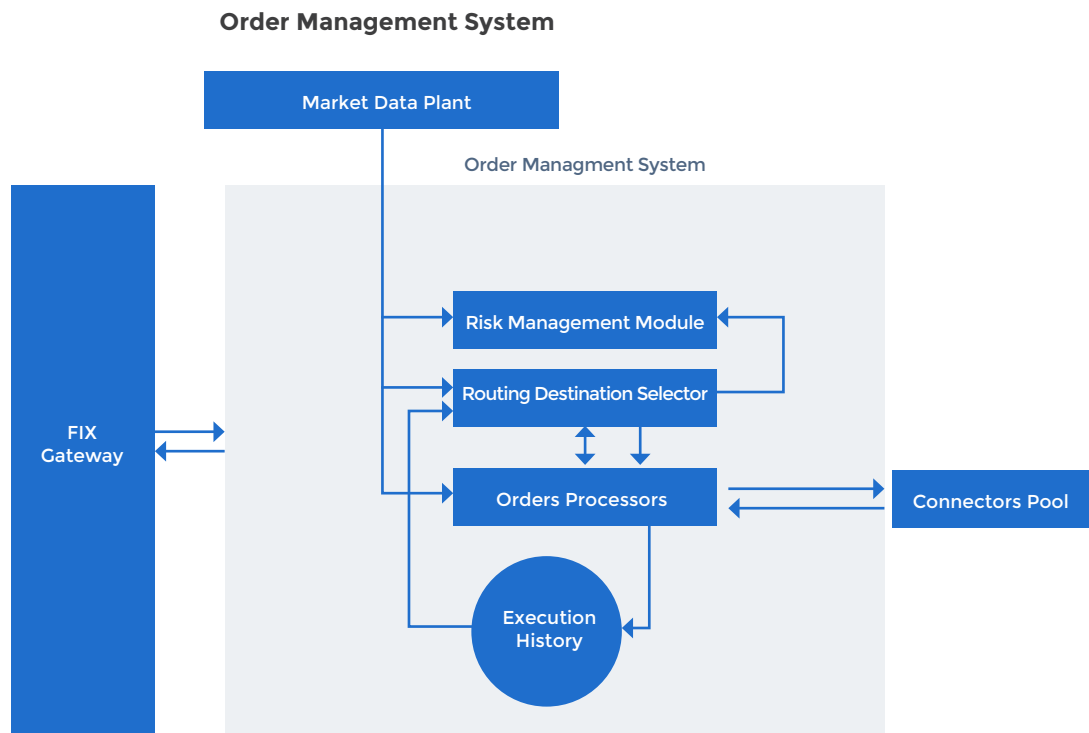 Order Management System
Market Data Plant
Order Managment System
Risk Management Module
Routing Destination Selector
FIX
Gateway
Orders Processors
Connectors Pool
Execution
History